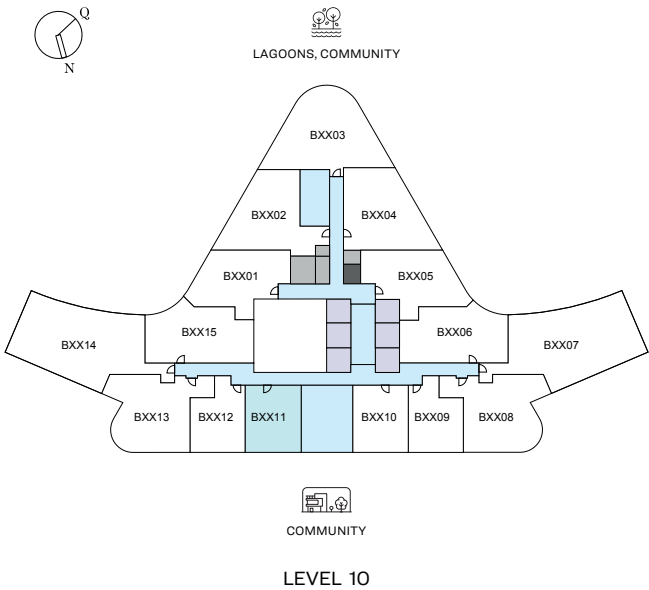 Q
N
LAGOONS, COMMUNITY
BXX03
BXX02
BXX04
BXX01
BXX05
BXX14
BXX15
BXX06
BXX07
BXX13
BXX12
BXX11
BXX10
BXX09
BXX08
COMMUNITY
LEVEL 10